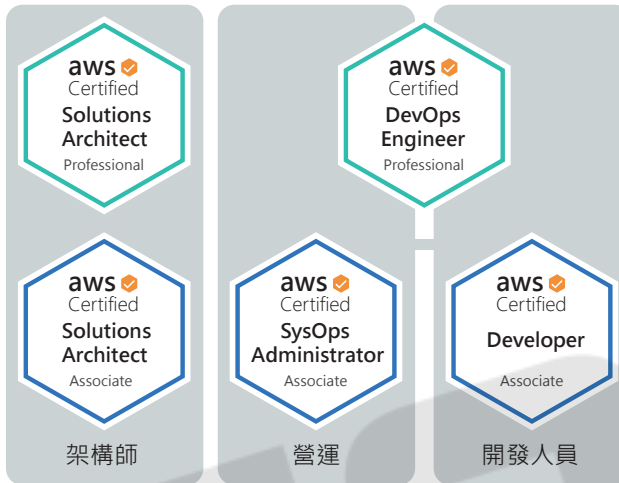 aws
Certified
Solutions
Architect
Professional
aws
Certified
DevOps
Engineer
Professional
aws
Certified
Solutions
Architect
Associate
aws
Certified
SysOps
Administrator
Associate
aws
Certified
Developer
Associate
架構師
營運
開發人員